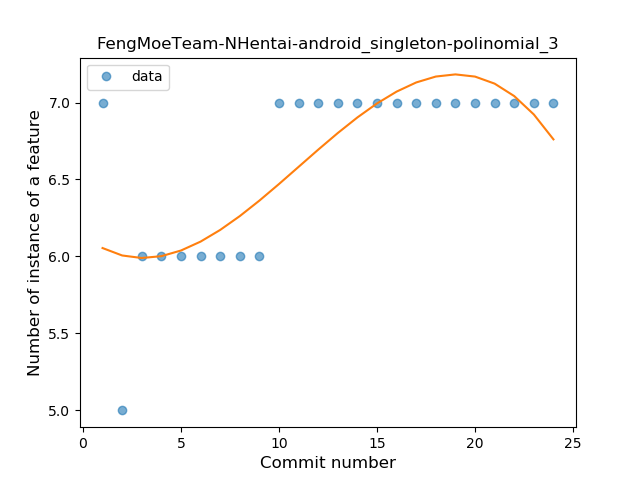 FengMoeTeam-NHentai-android_singleton-polinomial_3
data
Number of instance of a feature
7.0
6.5
6.0
5.5
5.0
0 5 10 15 20 25
Commit number